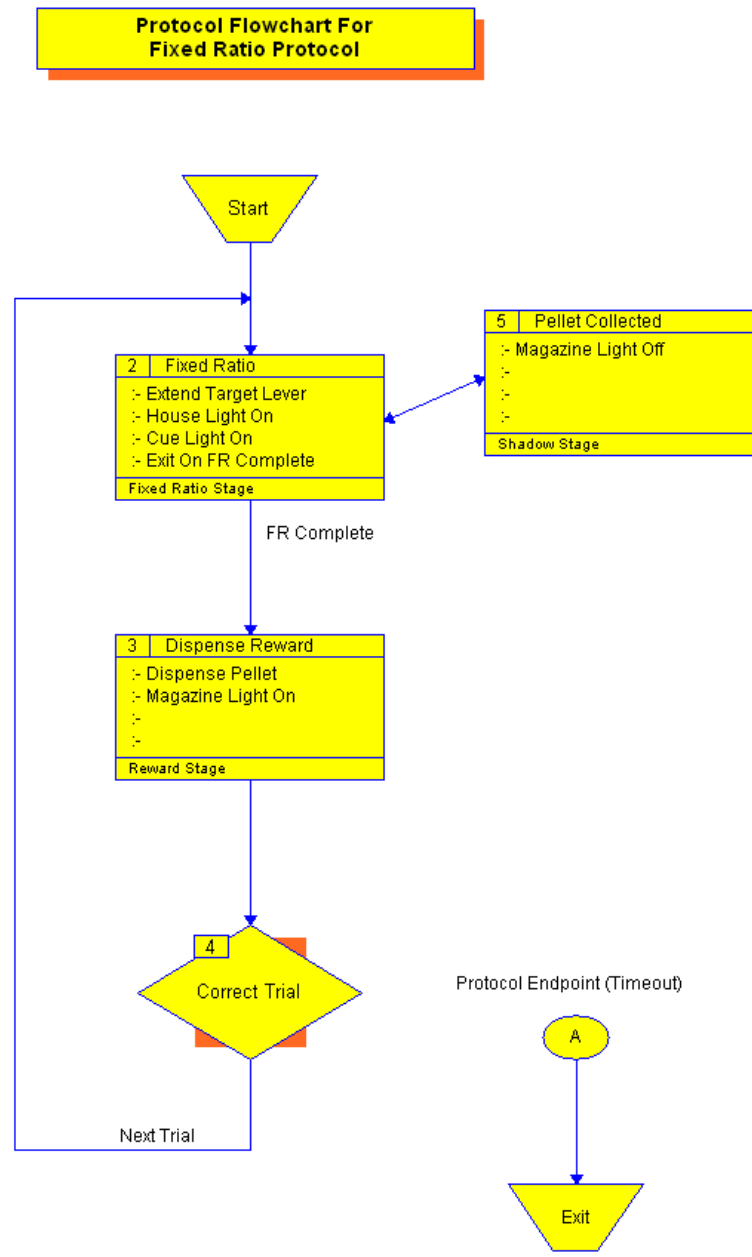 Protocol Flowchart For
Fixed Ratio Protocol
Start
2 Fixed Ratio
:- Extend Target Lever
:- House Light On
:- Cue Light On
:- Exit On FR Complete
Fixed Ratio Stage
5 Pellet Collected
:- Magazine Light Off
:-
:-
:-
Shadow Stage
FR Complete
3 Dispense Reward
:- Dispense Pellet
:- Magazine Light On
:-
:-
Reward Stage
4
Correct Trial
Next Trial
Protocol Endpoint (Timeout)
A
Exit